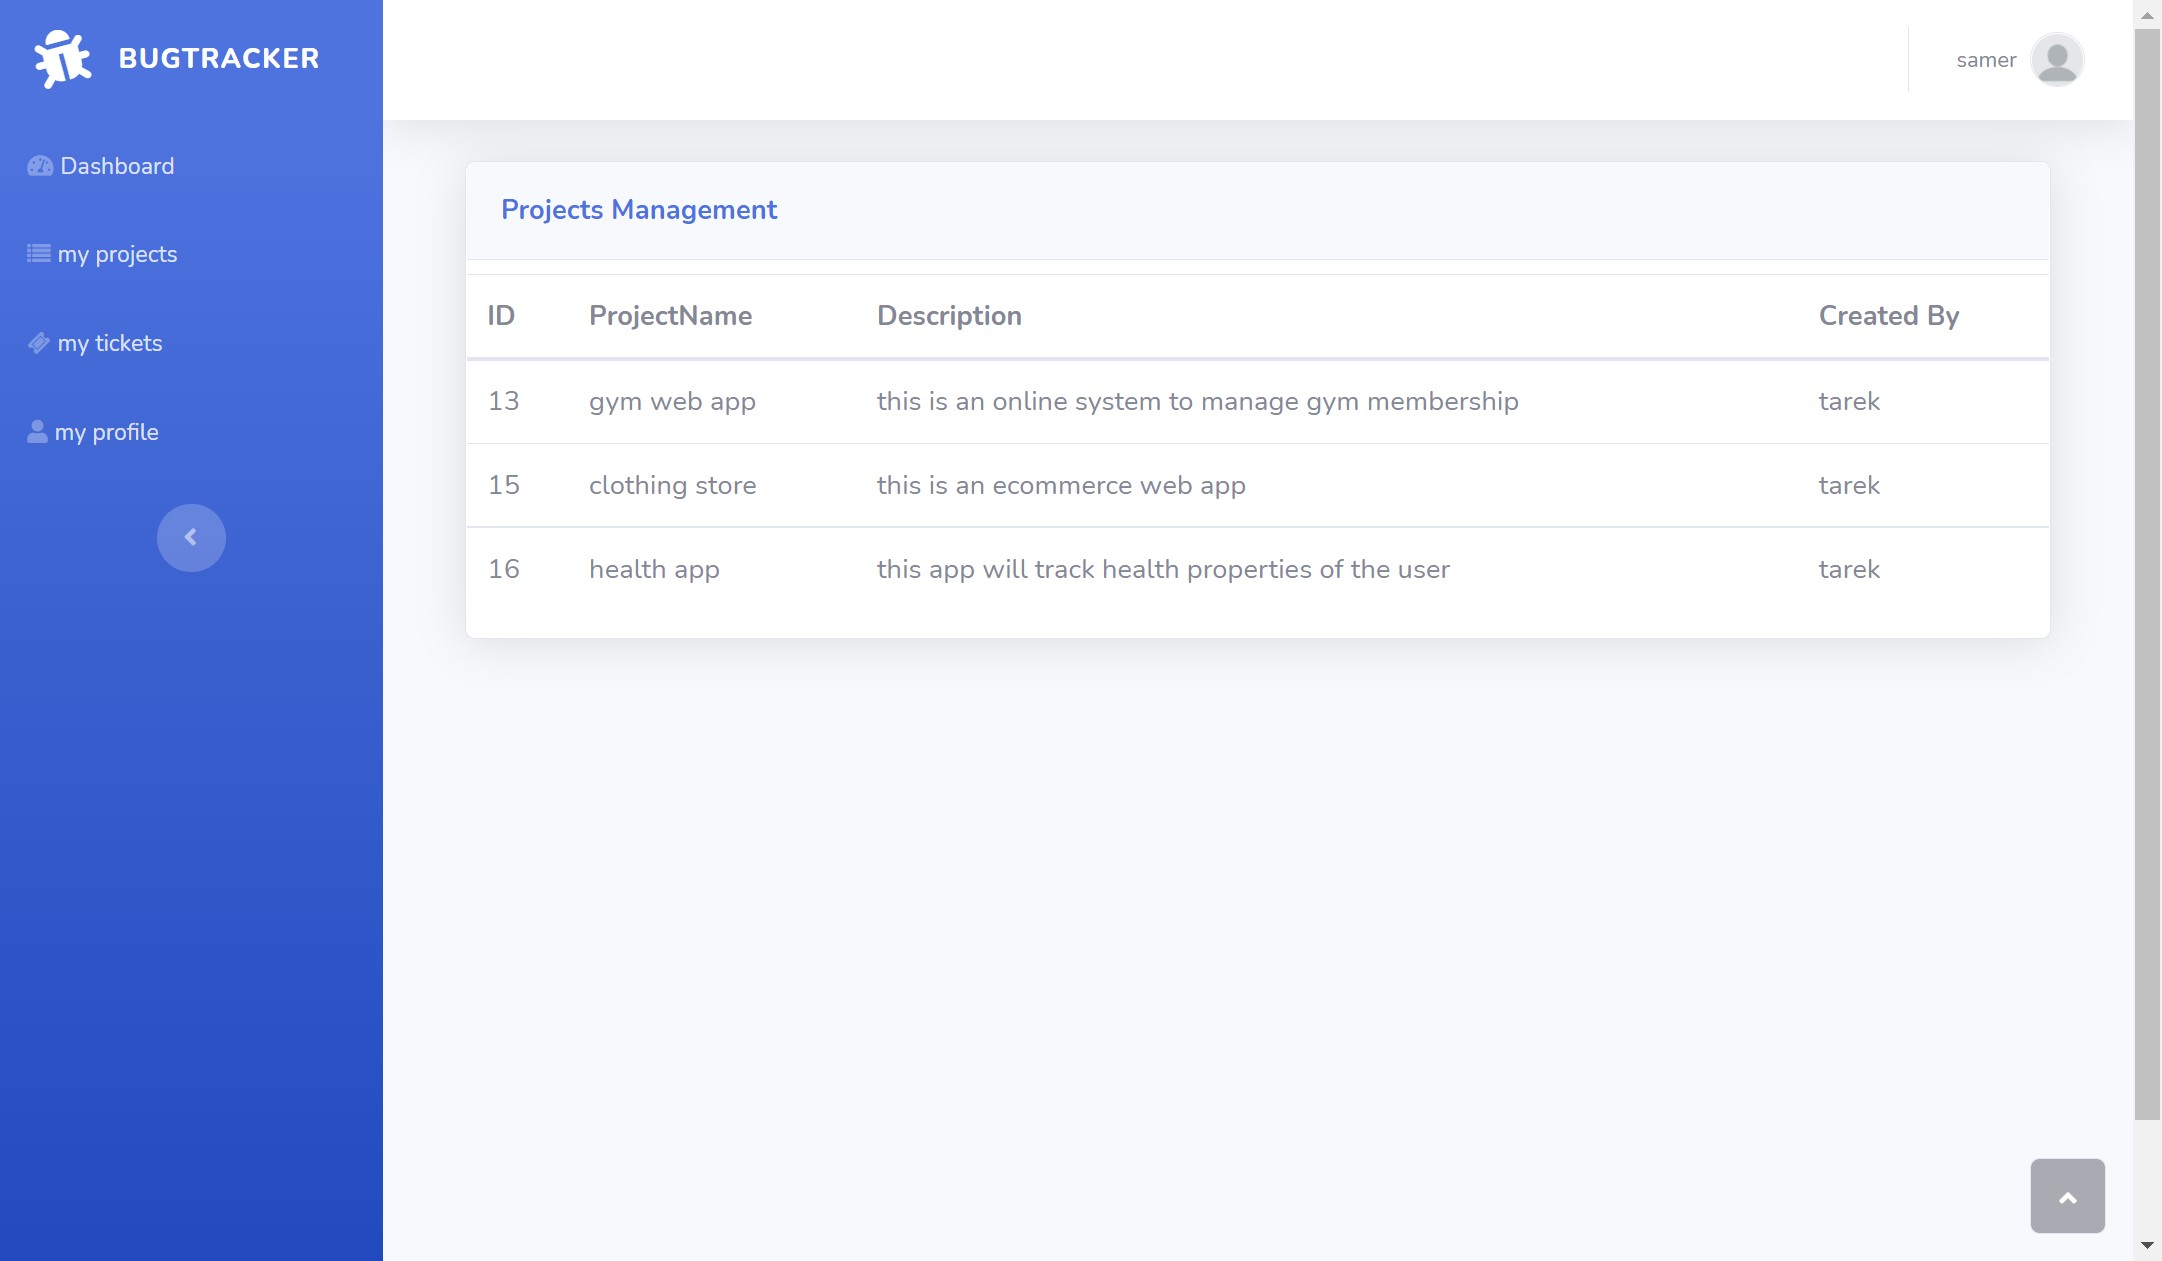 BUGTRACKER
samer
Dashboard
my projects
my tickets
my profile
Projects Management
ID ProjectName Description Created By
13 gym web app this is an online system to manage gym membership tarek
15 clothing store this is an ecommerce web app tarek
16 health app this app will track health properties of the user tarek